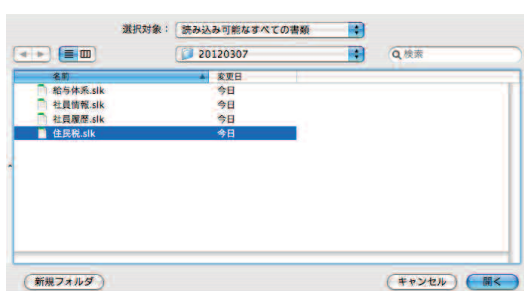 選択対象： 読み込み可能なすべての書類
20120307 検索
名前 変更日
給与体系.slk 今日
社員情報.slk 今日
社員履歴.slk 今日
住民税.slk 今日
新規フォルダ キャンセル 開く